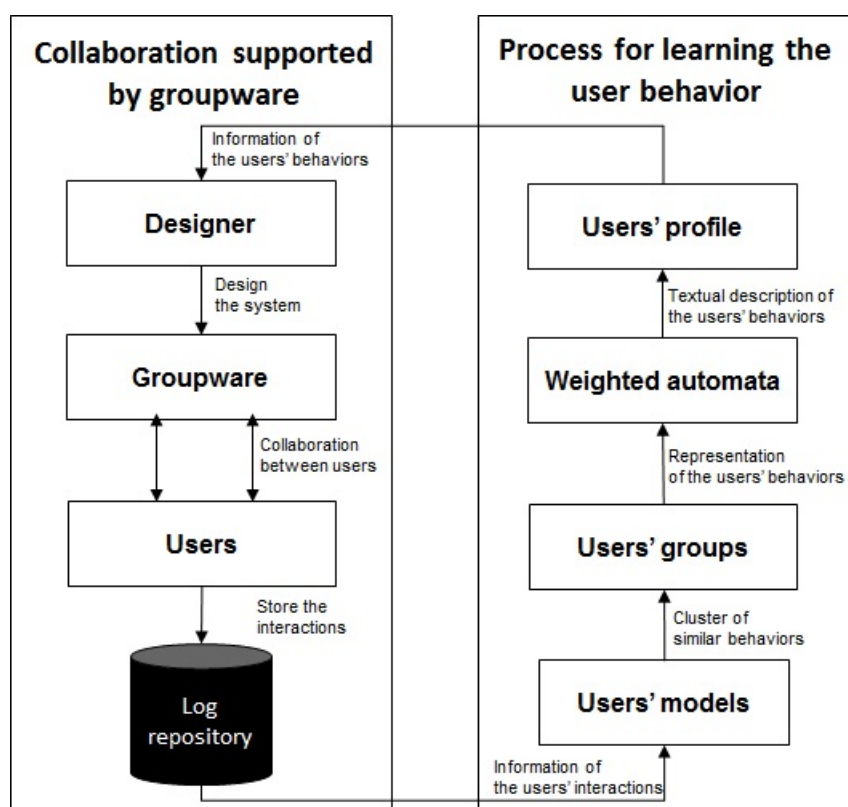 Collaboration supported
by groupware
Information of
the users' behaviors
Designer
Design
the system
Groupware
Collaboration
between users
Users
Store the
interactions
Log
repository
Process for learning the
user behavior
Users' profile
Textual description of
the users' behaviors
Weighted automata
Representation
of the users' behaviors
Users' groups
Cluster of
similar behaviors
Users' models
Information of
the users' interactions